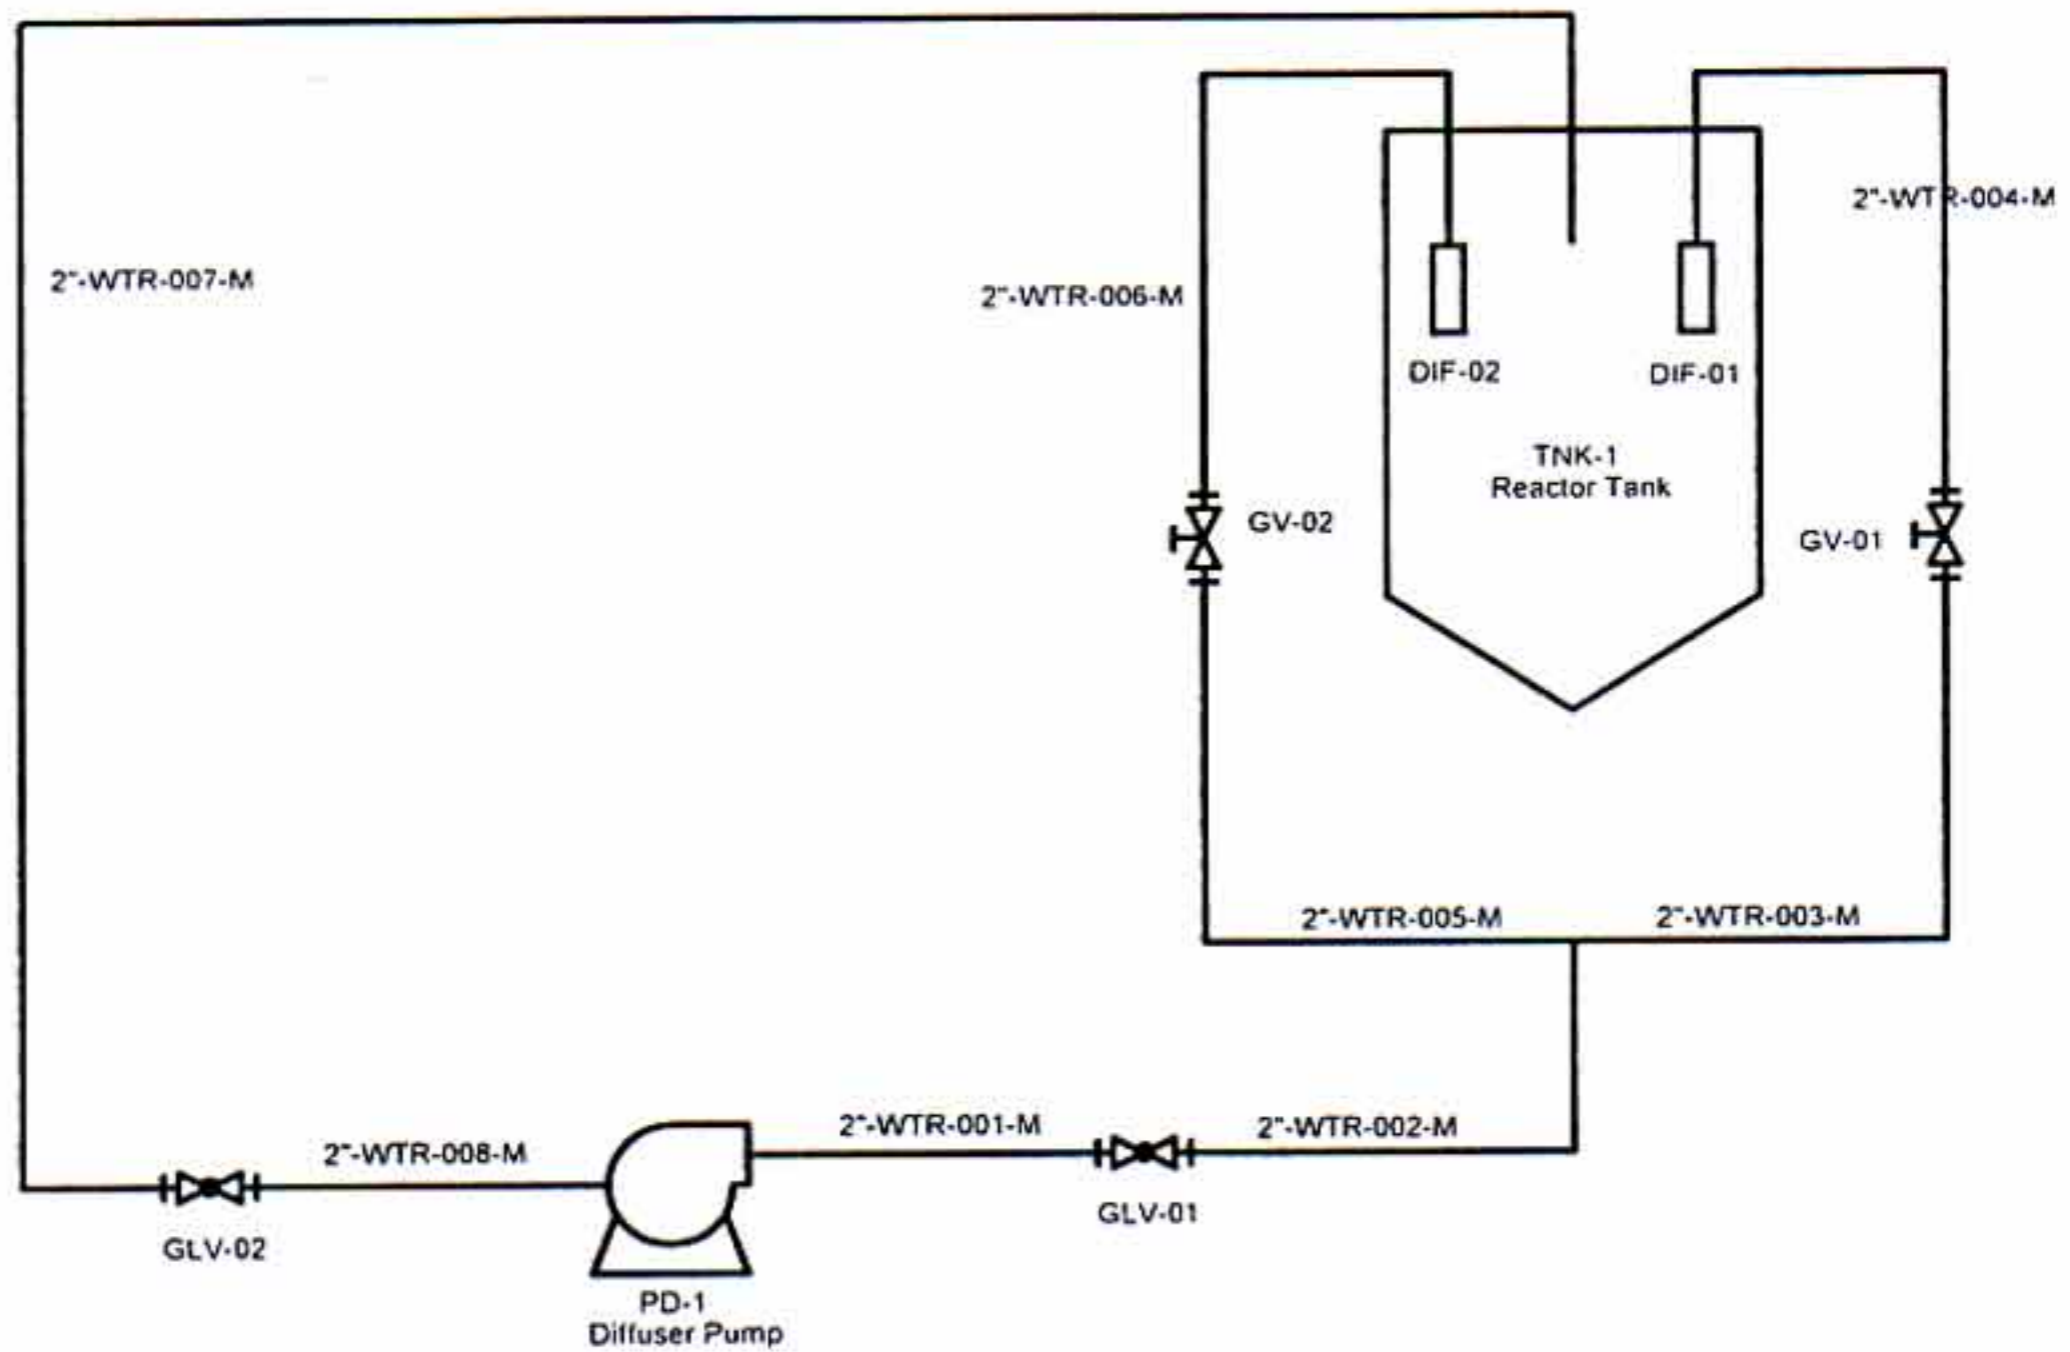 2"-WTR-004-M
2"-WTR-007-M
2"-WTR-006-M
DIF-02
DIF-01
TNK-1
Reactor Tank
GV-02
GV-01
2"-WTR-005-M
2"-WTR-003-M
2"-WTR-001-M
2"-WTR-002-M
2"-WTR-008-M
GLV-01
GLV-02
PD-1
Diffuser Pump